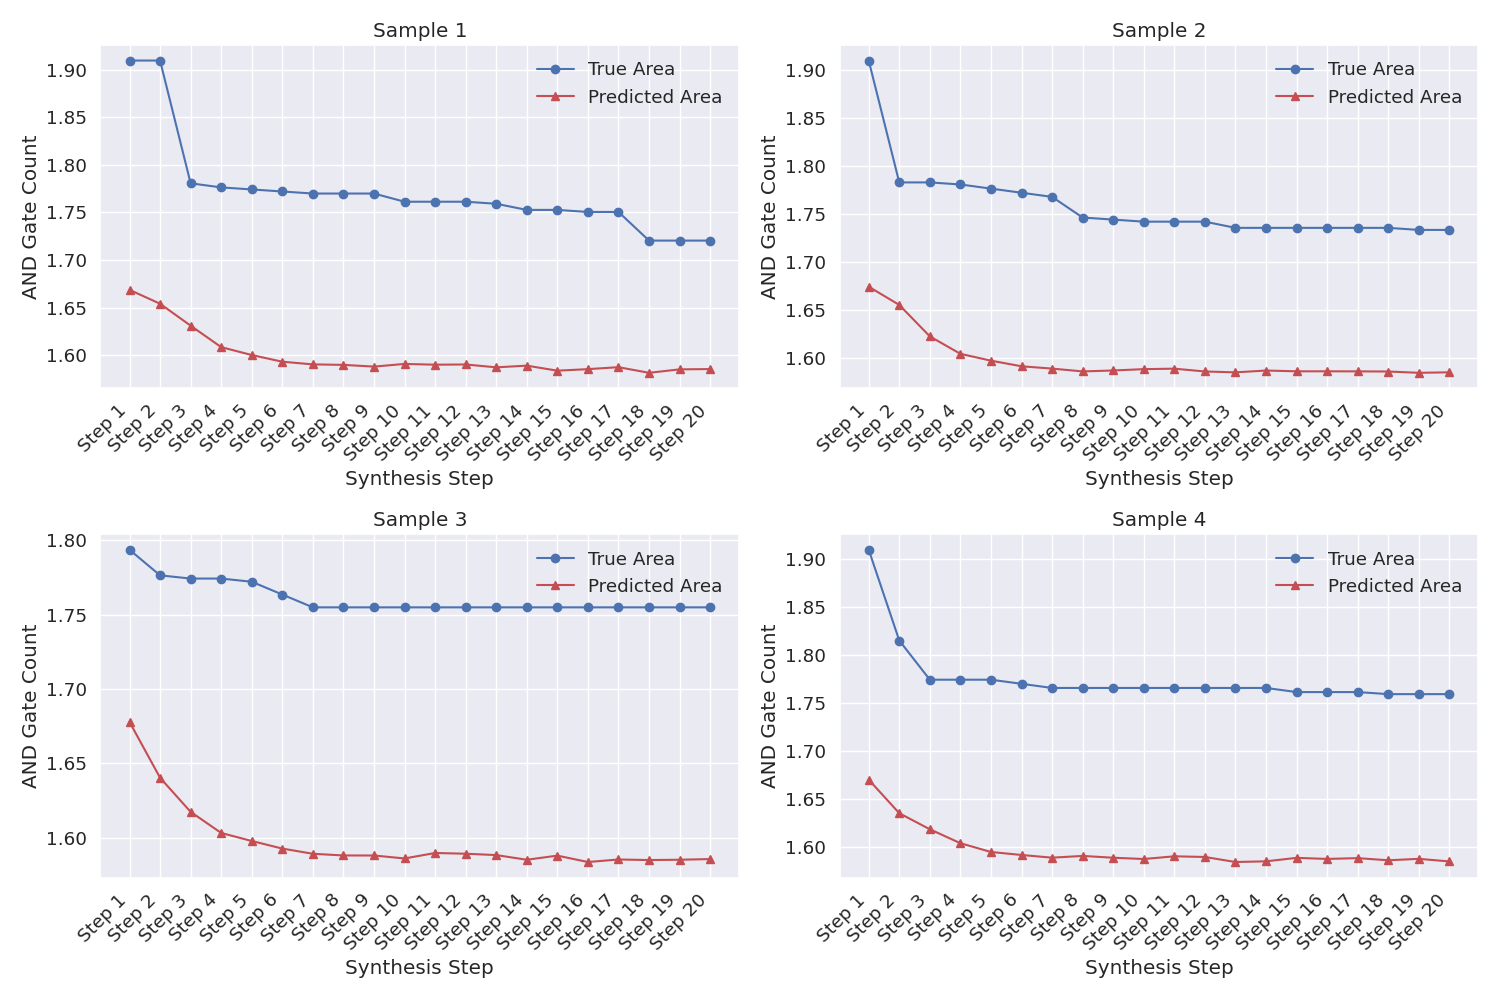 Sample 1
AND Gate Count
1.90
1.85
1.80
1.75
1.70
1.65
1.60
True Area
Predicted Area
Step 1
Step 2
Step 3
Step 4
Step 5
Step 6
Step 7
Step 8
Step 9
Step 10
Step 11
Step 12
Step 13
Step 14
Step 15
Step 16
Step 17
Step 18
Step 19
Step 20
Synthesis Step
Sample 2
AND Gate Count
1.90
1.85
1.80
1.75
1.70
1.65
1.60
True Area
Predicted Area
Step 1
Step 2
Step 3
Step 4
Step 5
Step 6
Step 7
Step 8
Step 9
Step 10
Step 11
Step 12
Step 13
Step 14
Step 15
Step 16
Step 17
Step 18
Step 19
Step 20
Synthesis Step
Sample 3
AND Gate Count
1.80
1.75
1.70
1.65
1.60
True Area
Predicted Area
Step 1
Step 2
Step 3
Step 4
Step 5
Step 6
Step 7
Step 8
Step 9
Step 10
Step 11
Step 12
Step 13
Step 14
Step 15
Step 16
Step 17
Step 18
Step 19
Step 20
Synthesis Step
Sample 4
AND Gate Count
1.90
1.85
1.80
1.75
1.70
1.65
1.60
True Area
Predicted Area
Step 1
Step 2
Step 3
Step 4
Step 5
Step 6
Step 7
Step 8
Step 9
Step 10
Step 11
Step 12
Step 13
Step 14
Step 15
Step 16
Step 17
Step 18
Step 19
Step 20
Synthesis Step